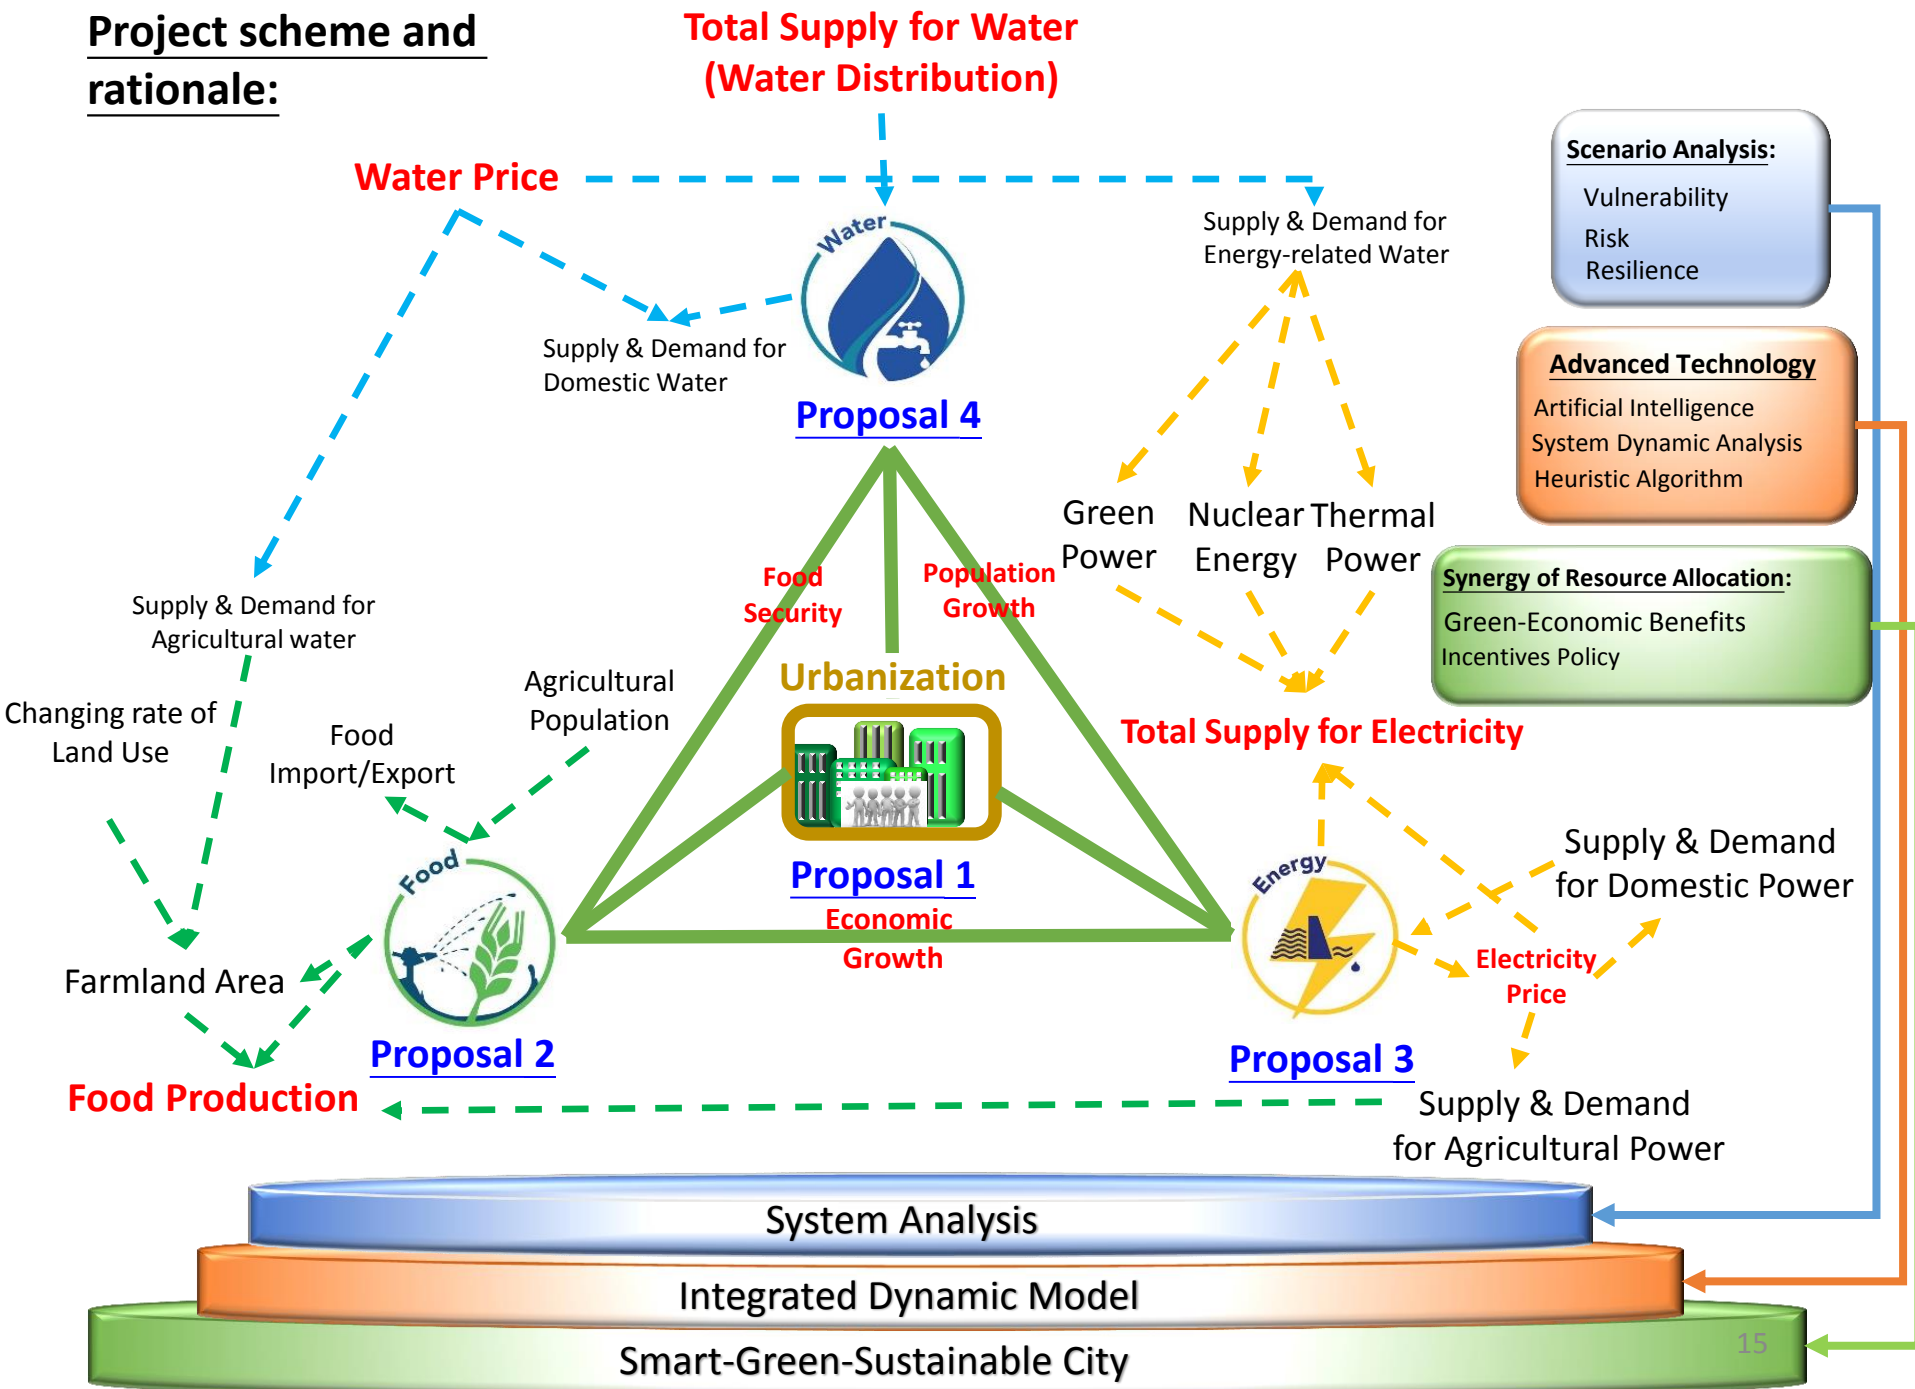 Project scheme and
rationale:
Total Supply for Water
(Water Distribution)
Water Price
Water
Supply & Demand for
Energy-related Water
Supply & Demand for
Domestic Water
Proposal 4
Scenario Analysis:
Vulnerability
Risk
Resilience
Advanced Technology
Artificial Intelligence
System Dynamic Analysis
Heuristic Algorithm
Synergy of Resource Allocation:
Green-Economic Benefits
Incentives Policy
Green
Power
Nuclear
Energy
Thermal
Power
Food
Security
Population
Growth
Supply & Demand for
Agricultural water
Agricultural
Population
Urbanization
Changing rate of
Land Use
Food
Import/Export
Total Supply for Electricity
Food
Proposal 1
Economic
Growth
Energy
Supply & Demand
for Domestic Power
Electricity
Price
Farmland Area
Proposal 2
Proposal 3
Food Production
Supply & Demand
for Agricultural Power
System Analysis
Integrated Dynamic Model
Smart-Green-Sustainable City
15